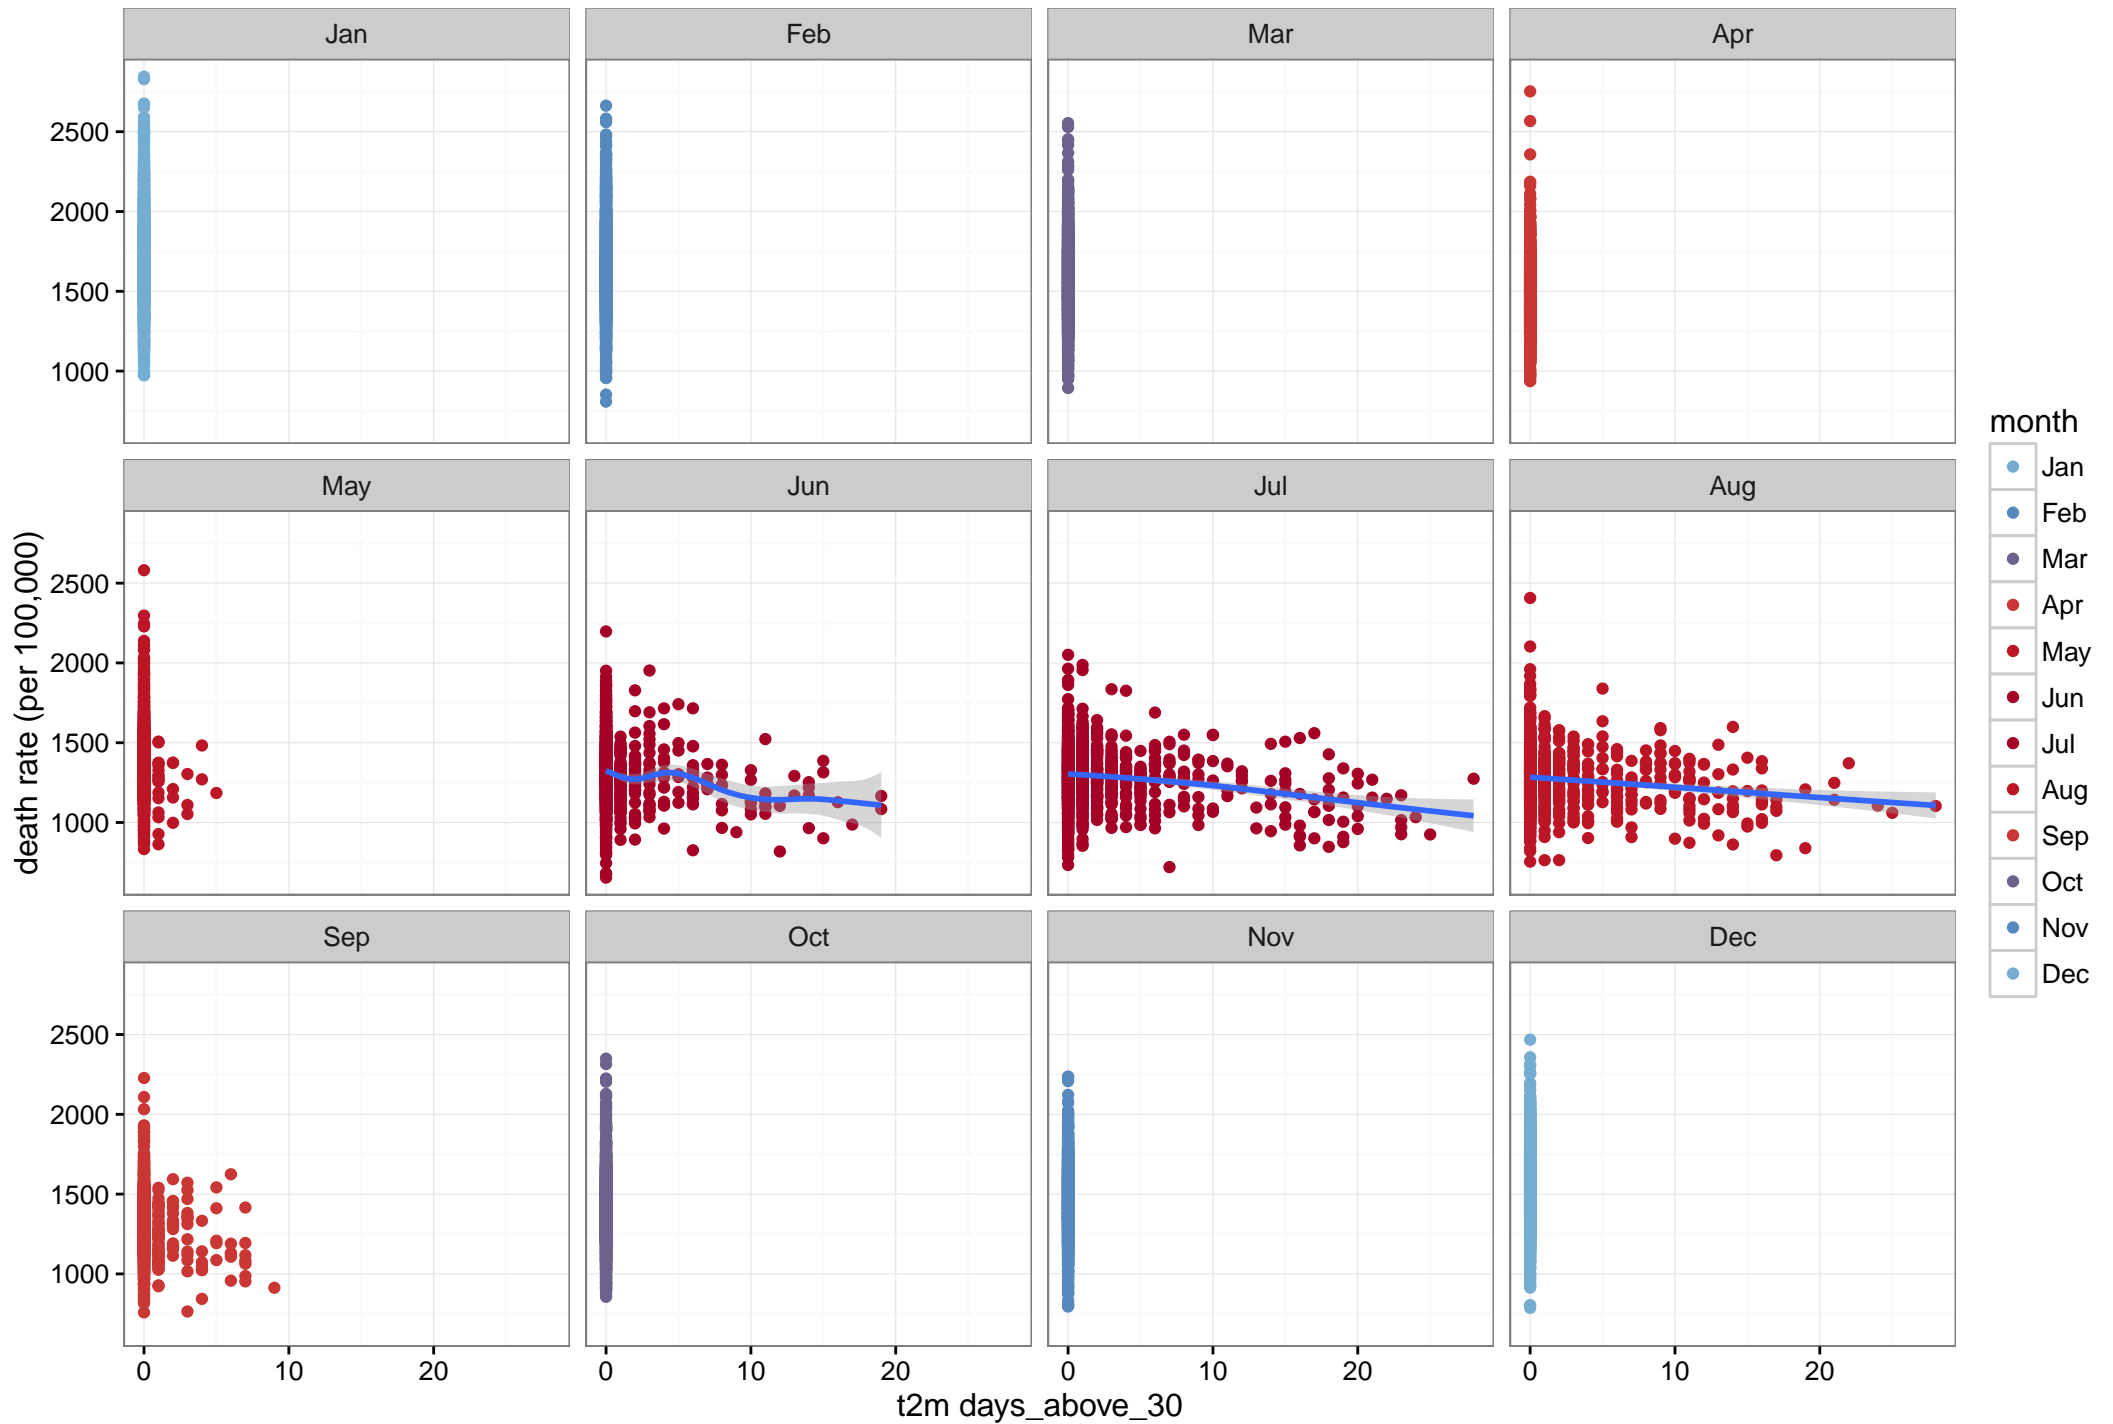 Jan Feb Mar Apr
2500
2000
1500
1000
May Jun Jul Aug
2500
2000
1500
1000
Sep Oct Nov Dec
2500
2000
1500
1000
0 10 20 0 10 20 0 10 20 0 10 20
t2m days_above_30
death rate (per 100,000)
month
Jan
Feb
Mar
Apr
May
Jun
Jul
Aug
Sep
Oct
Nov
Dec